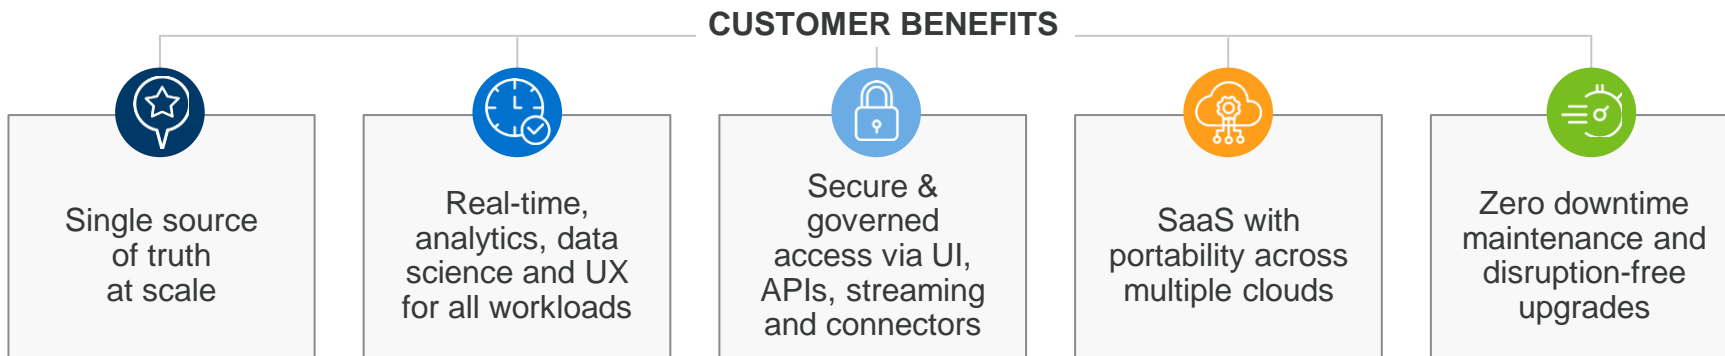 CUSTOMER BENEFITS
Single source
of truth
at scale
Real-time,
analytics, data
science and UX
for all workloads
Secure &
governed
access via UI,
APIs, streaming
and connectors
SaaS with
portability across
multiple clouds
Zero downtime
maintenance and
disruption-free
upgrades